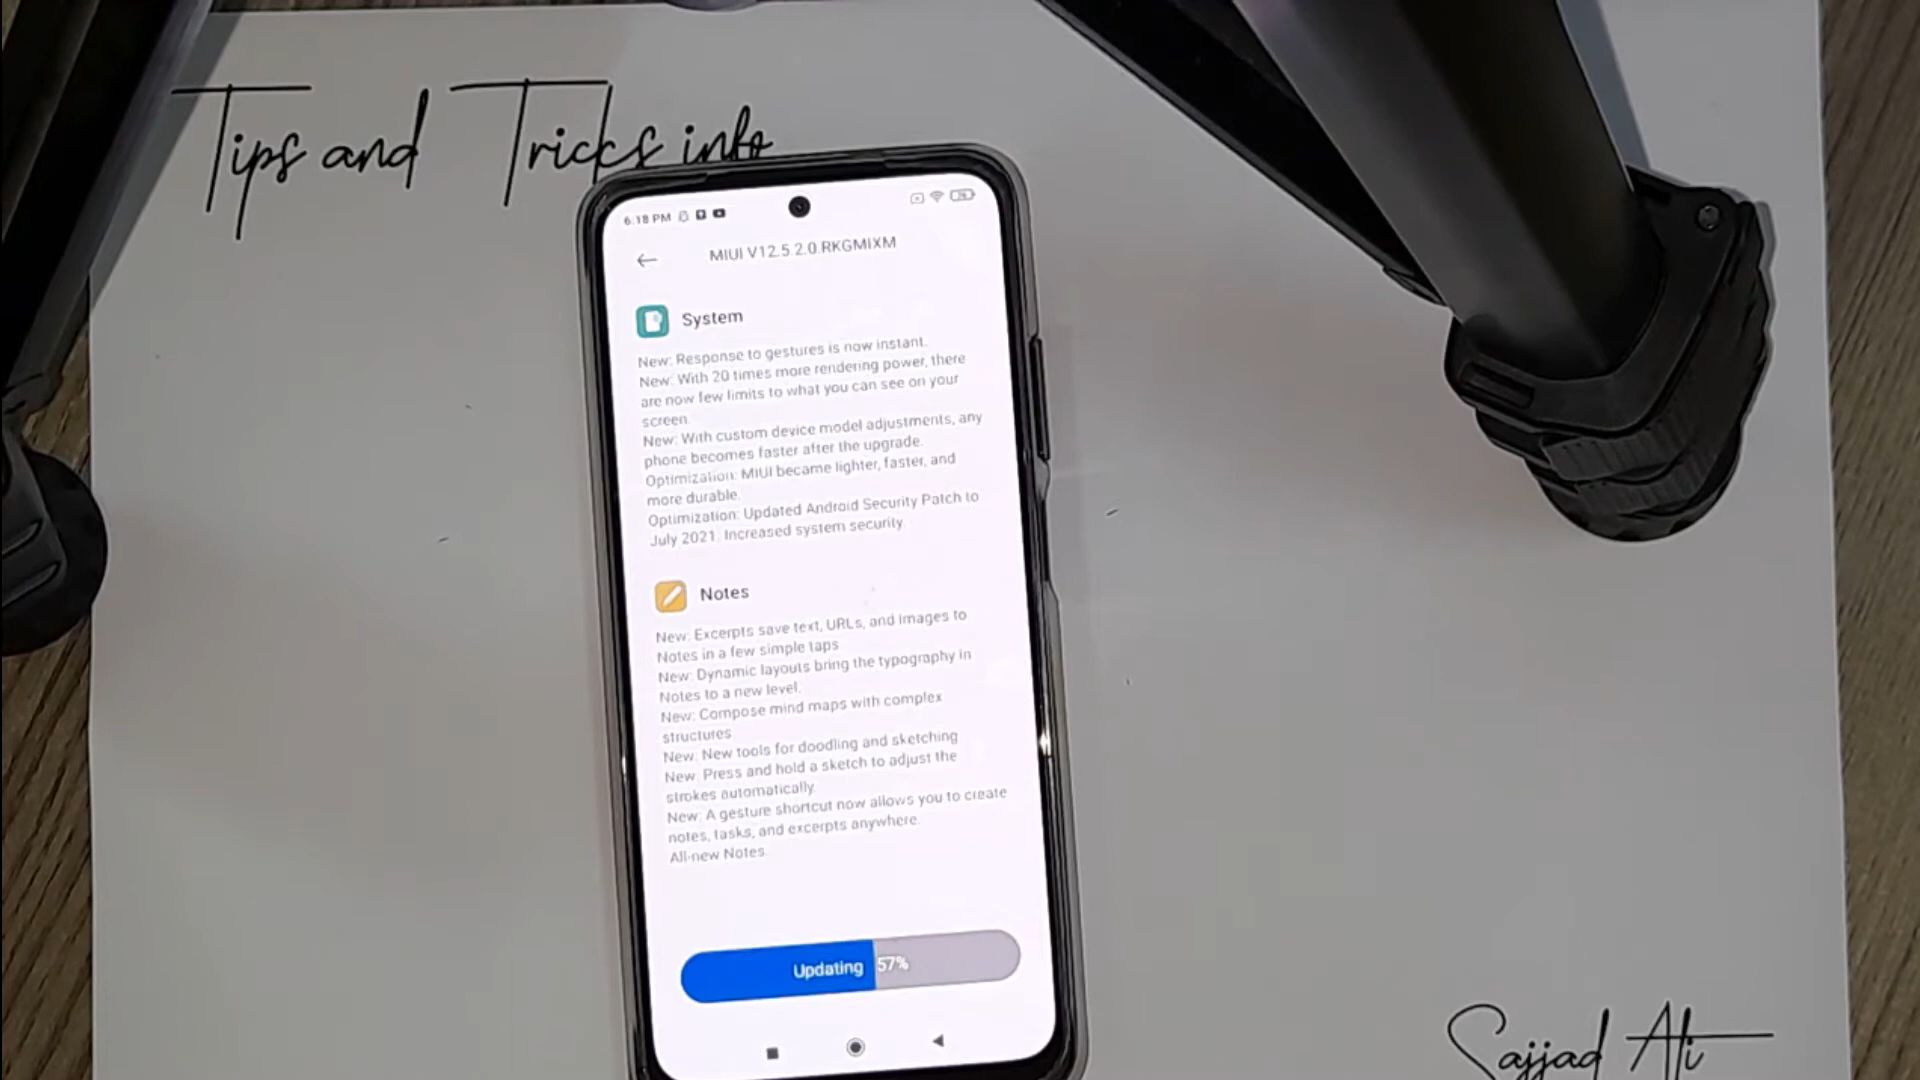 Tips and Tricks info
6:18 PM
MIUI V12.5.2.0.RKGMIXM
System
New: Response to gestures is now instant.
New: With 20 times more rendering power, there
are now few limits to what you can see on your
screen.
New: With custom device model adjustments, any
phone becomes faster after the upgrade.
Optimization: MIUI became lighter, faster, and
more durable.
Optimization: Updated Android Security Patch to
July 2021. Increased system security.
Notes
New: Excerpts save text, URLs, and images to
Notes in a few simple taps
New: Dynamic layouts bring the typography in
Notes to a new level.
New: Compose mind maps with complex
structures
New: New tools for doodling and sketching
New: Press and hold a sketch to adjust the
strokes automatically.
New: A gesture shortcut now allows you to create
notes, tasks, and excerpts anywhere.
All-new Notes.
Updating 57%
Sajjad Ali